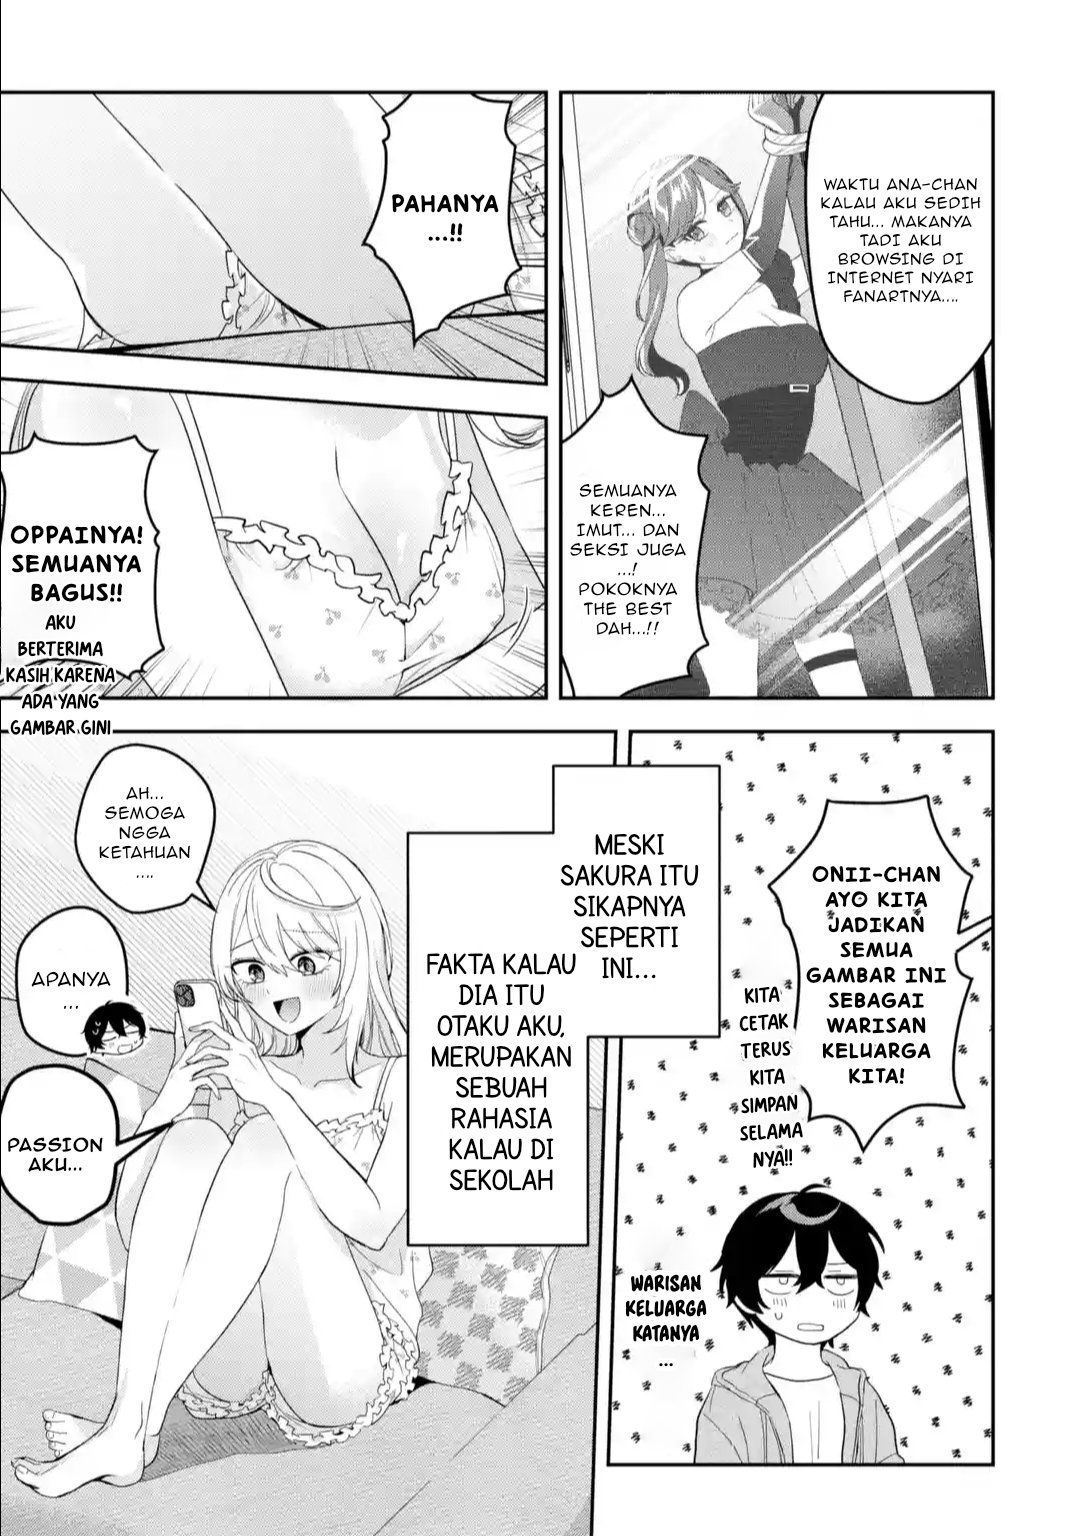 WAKTU ANA-CHAN
KALAU AKU SEDIH
TAHU... MAKANYA
TADI AKU
BROWSING DI
INTERNET NYARI
FANARTNYA....
SEMUANYA
KEREN...
IMUT... DAN
SEKSI JUGA
...!
POKOKNYA
THE BEST
DAH...!!
PAHANYA
...!!
OPPAINYA!
SEMUANYA
BAGUS!!
AKU
BERTERIMA
KASIH KARENA
ADA YANG
GAMBAR GINI
ONII-CHAN
AYO KITA
JADIKAN
SEMUA
GAMBAR INI
SEBAGAI
WARISAN
KELUARGA
KITA!
KITA
CETAK
TERUS
KITA
SIMPAN
SELAMA
NYA!!
WARISAN
KELUARGA
KATANYA
...
MESKI
SAKURA ITU
SIKAPNYA
SEPERTI
INI...
FAKTA KALAU
DIA ITU
OTAKU AKU,
MERUPAKAN
SEBUAH
RAHASIA
KALAU DI
SEKOLAH
AH...
SEMOGA
NGGA
KETAHUAN
....
APANYA
...
PASSION
AKU...